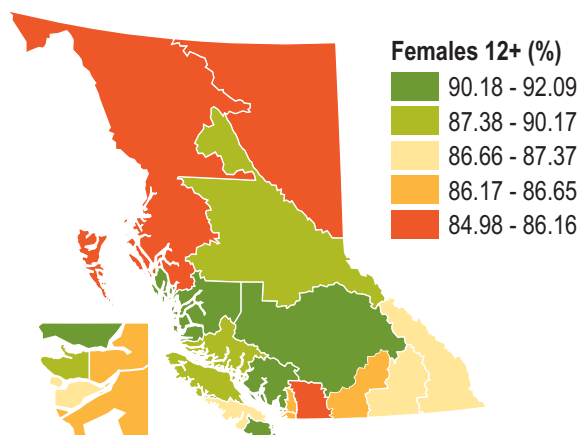 Females 12+ (%)
90.18 - 92.09
87.38 - 90.17
86.66 - 87.37
86.17 - 86.65
84.98 - 86.16